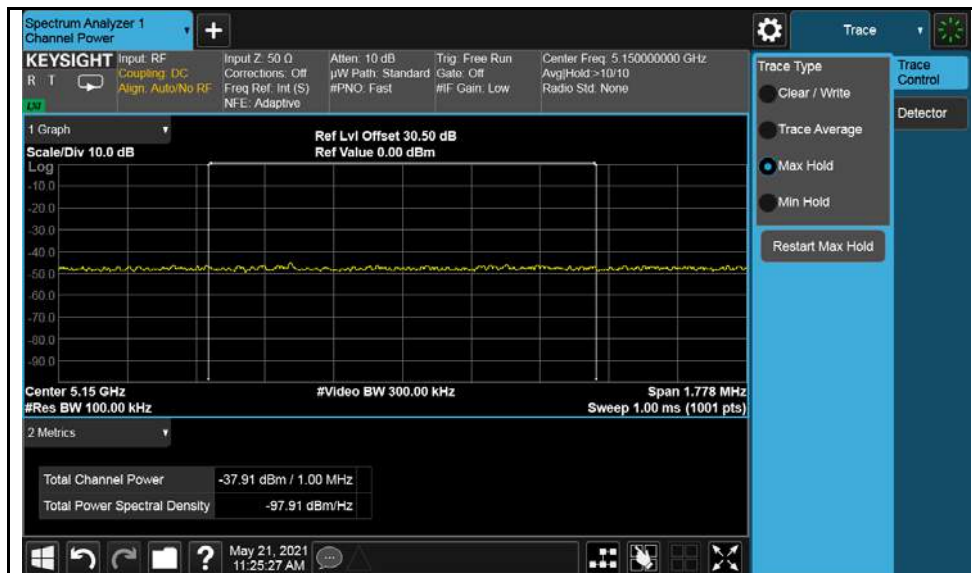 Spectrum Analyzer 1
Channel Power
+
Trace
KEYSIGHT
R T
Input: RF
Coupling: DC
Align: Auto/No RF
Input Z: 50 Ω
Corrections: Off
Freq Ref: Int (S)
NFE: Adaptive
Atten: 10 dB
µW Path: Standard
#PNO: Fast
Trig: Free Run
Gate: Off
#IF Gain: Low
Center Freq: 5.150000000 GHz
Avg|Hold:>10/10
Radio Std: None
1 Graph
Scale/Div 10.0 dB
Ref Lvl Offset 30.50 dB
Ref Value 0.00 dBm
Log
-10.0
-20.0
-30.0
-40.0
-50.0
-60.0
-70.0
-80.0
-90.0
Center 5.15 GHz
#Video BW 300.00 kHz
Span 1.778 MHz
#Res BW 100.00 kHz
Sweep 1.00 ms (1001 pts)
2 Metrics
Total Channel Power -37.91 dBm / 1.00 MHz
Total Power Spectral Density -97.91 dBm/Hz
?
May 21, 2021
11:25:27 AM
Trace Type
Clear / Write
Trace Average
Max Hold
Min Hold
Restart Max Hold
Trace
Control
Detector